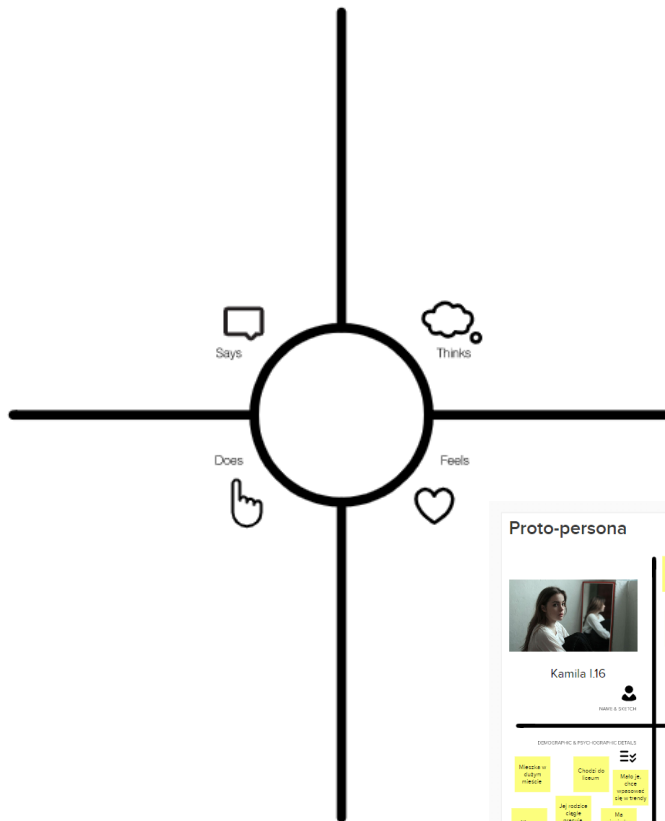 Says
Thinks
Does
Feels
Proto-persona
Kamila l.16
NAME & SKETCH
DEMOGRAPHIC & PSYCHOGRAPHIC DETAILS
Mieszka w
dużym
mieście
Chodzi do
liceum
Mało je,
chce
wpasować
się w trendy
Jej rodzice
ciągle
Ma